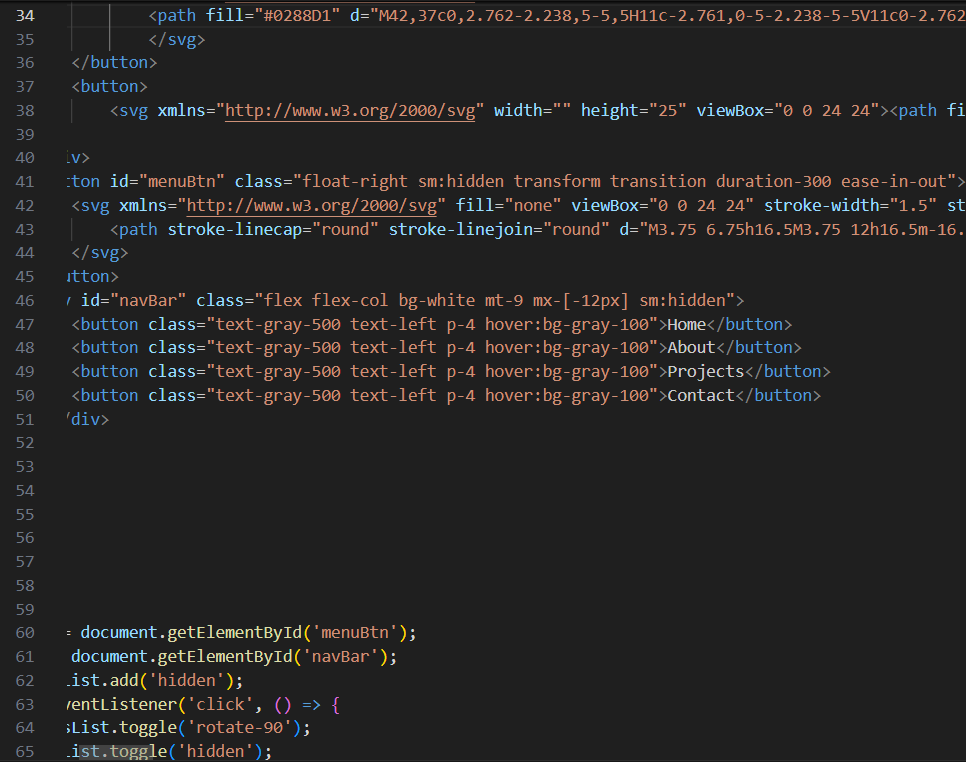 34 <path fill="#0288D1" d="M42,37c0,2.762-2.238,5-5,5H11c-2.761,0-5-2.238-5-5V11c0-2.762
35 </svg>
36 </button>
37 <button>
38 <svg xmlns="http://www.w3.org/2000/svg" width="" height="25" viewBox="0 0 24 24"><path fi
39
40 iv>
41 tton id="menuBtn" class="float-right sm:hidden transform transition duration-300 ease-in-out">
42 <svg xmlns="http://www.w3.org/2000/svg" fill="none" viewBox="0 0 24 24" stroke-width="1.5" st
43 <path stroke-linecap="round" stroke-linejoin="round" d="M3.75 6.75h16.5M3.75 12h16.5m-16.
44 </svg>
45 utton>
46 v id="navBar" class="flex flex-col bg-white mt-9 mx-[-12px] sm:hidden">
47 <button class="text-gray-500 text-left p-4 hover:bg-gray-100">Home</button>
48 <button class="text-gray-500 text-left p-4 hover:bg-gray-100">About</button>
49 <button class="text-gray-500 text-left p-4 hover:bg-gray-100">Projects</button>
50 <button class="text-gray-500 text-left p-4 hover:bg-gray-100">Contact</button>
51 /div>
52
53
54
55
56
57
58
59
60 = document.getElementById('menuBtn');
61 document.getElementById('navBar');
62 List.add('hidden');
63 ventListener('click', () => {
64 sList.toggle('rotate-90');
65 List.toggle('hidden');